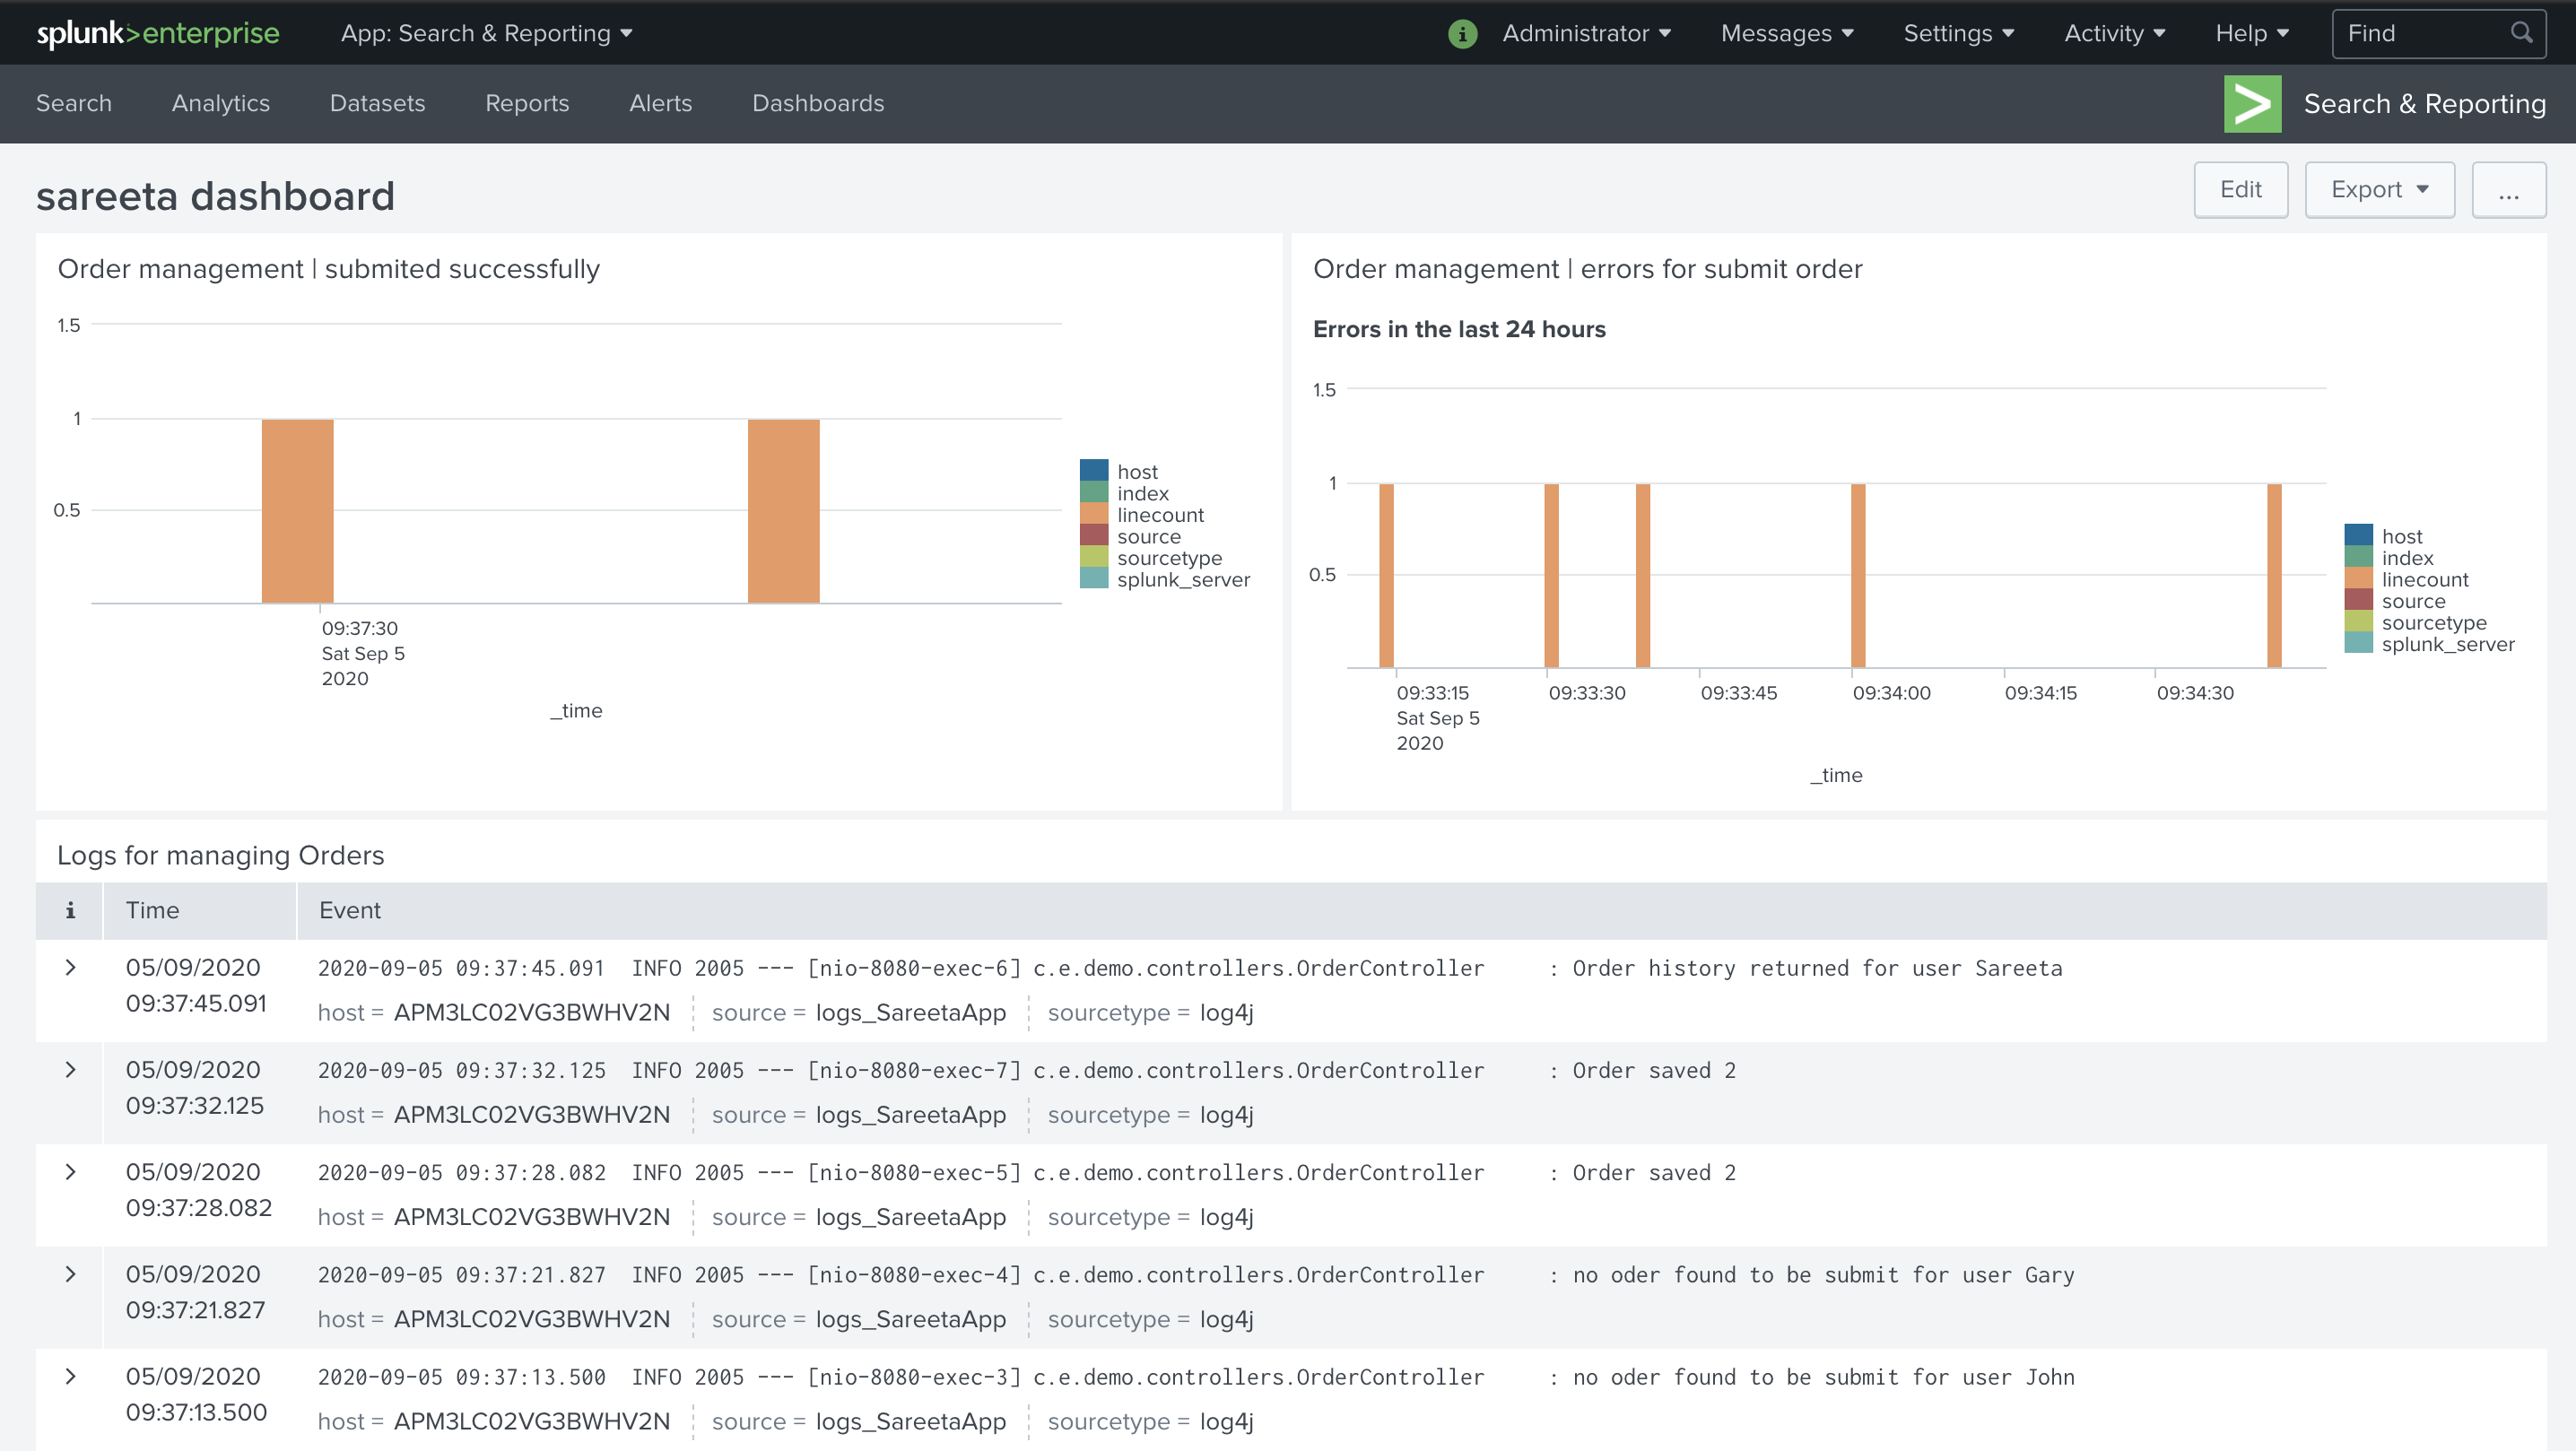 splunk>enterprise App: Search & Reporting i Administrator Messages Settings Activity Help Find
Search Analytics Datasets Reports Alerts Dashboards > Search & Reporting
sareeta dashboard Edit Export ...
Order management | submited successfully
1.5
1
0.5
09:37:30
Sat Sep 5
2020
_time
host
index
linecount
source
sourcetype
splunk_server
Order management | errors for submit order
Errors in the last 24 hours
1.5
1
0.5
09:33:15 09:33:30 09:33:45 09:34:00 09:34:15 09:34:30
Sat Sep 5
2020
_time
host
index
linecount
source
sourcetype
splunk_server
Logs for managing Orders
i Time Event
05/09/2020 2020-09-05 09:37:45.091 INFO 2005 --- [nio-8080-exec-6] c.e.demo.controllers.OrderController : Order history returned for user Sareeta
09:37:45.091 host = APM3LC02VG3BWHV2N source = logs_SareetaApp sourcetype = log4j
05/09/2020 2020-09-05 09:37:32.125 INFO 2005 --- [nio-8080-exec-7] c.e.demo.controllers.OrderController : Order saved 2
09:37:32.125 host = APM3LC02VG3BWHV2N source = logs_SareetaApp sourcetype = log4j
05/09/2020 2020-09-05 09:37:28.082 INFO 2005 --- [nio-8080-exec-5] c.e.demo.controllers.OrderController : Order saved 2
09:37:28.082 host = APM3LC02VG3BWHV2N source = logs_SareetaApp sourcetype = log4j
05/09/2020 2020-09-05 09:37:21.827 INFO 2005 --- [nio-8080-exec-4] c.e.demo.controllers.OrderController : no oder found to be submit for user Gary
09:37:21.827 host = APM3LC02VG3BWHV2N source = logs_SareetaApp sourcetype = log4j
05/09/2020 2020-09-05 09:37:13.500 INFO 2005 --- [nio-8080-exec-3] c.e.demo.controllers.OrderController : no oder found to be submit for user John
09:37:13.500 host = APM3LC02VG3BWHV2N source = logs_SareetaApp sourcetype = log4j